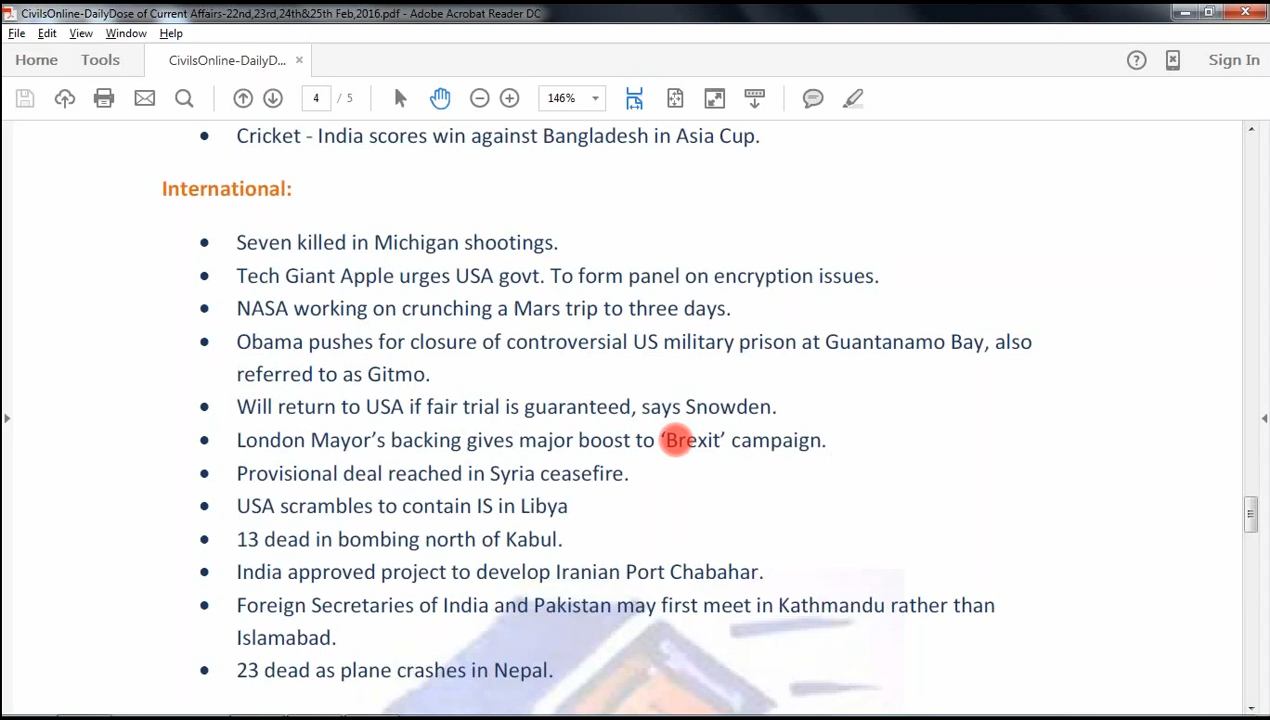 CivilsOnline-DailyDose of Current Affairs-22nd,23rd,24th&25th Feb,2016.pdf - Adobe Acrobat Reader DC
File Edit View Window Help
Home Tools CivilsOnline-DailyD... × Sign In
4 / 5 146%
• Cricket - India scores win against Bangladesh in Asia Cup.
International:
• Seven killed in Michigan shootings.
• Tech Giant Apple urges USA govt. To form panel on encryption issues.
• NASA working on crunching a Mars trip to three days.
• Obama pushes for closure of controversial US military prison at Guantanamo Bay, also
referred to as Gitmo.
• Will return to USA if fair trial is guaranteed, says Snowden.
• London Mayor’s backing gives major boost to ‘Brexit’ campaign.
• Provisional deal reached in Syria ceasefire.
• USA scrambles to contain IS in Libya
• 13 dead in bombing north of Kabul.
• India approved project to develop Iranian Port Chabahar.
• Foreign Secretaries of India and Pakistan may first meet in Kathmandu rather than
Islamabad.
• 23 dead as plane crashes in Nepal.